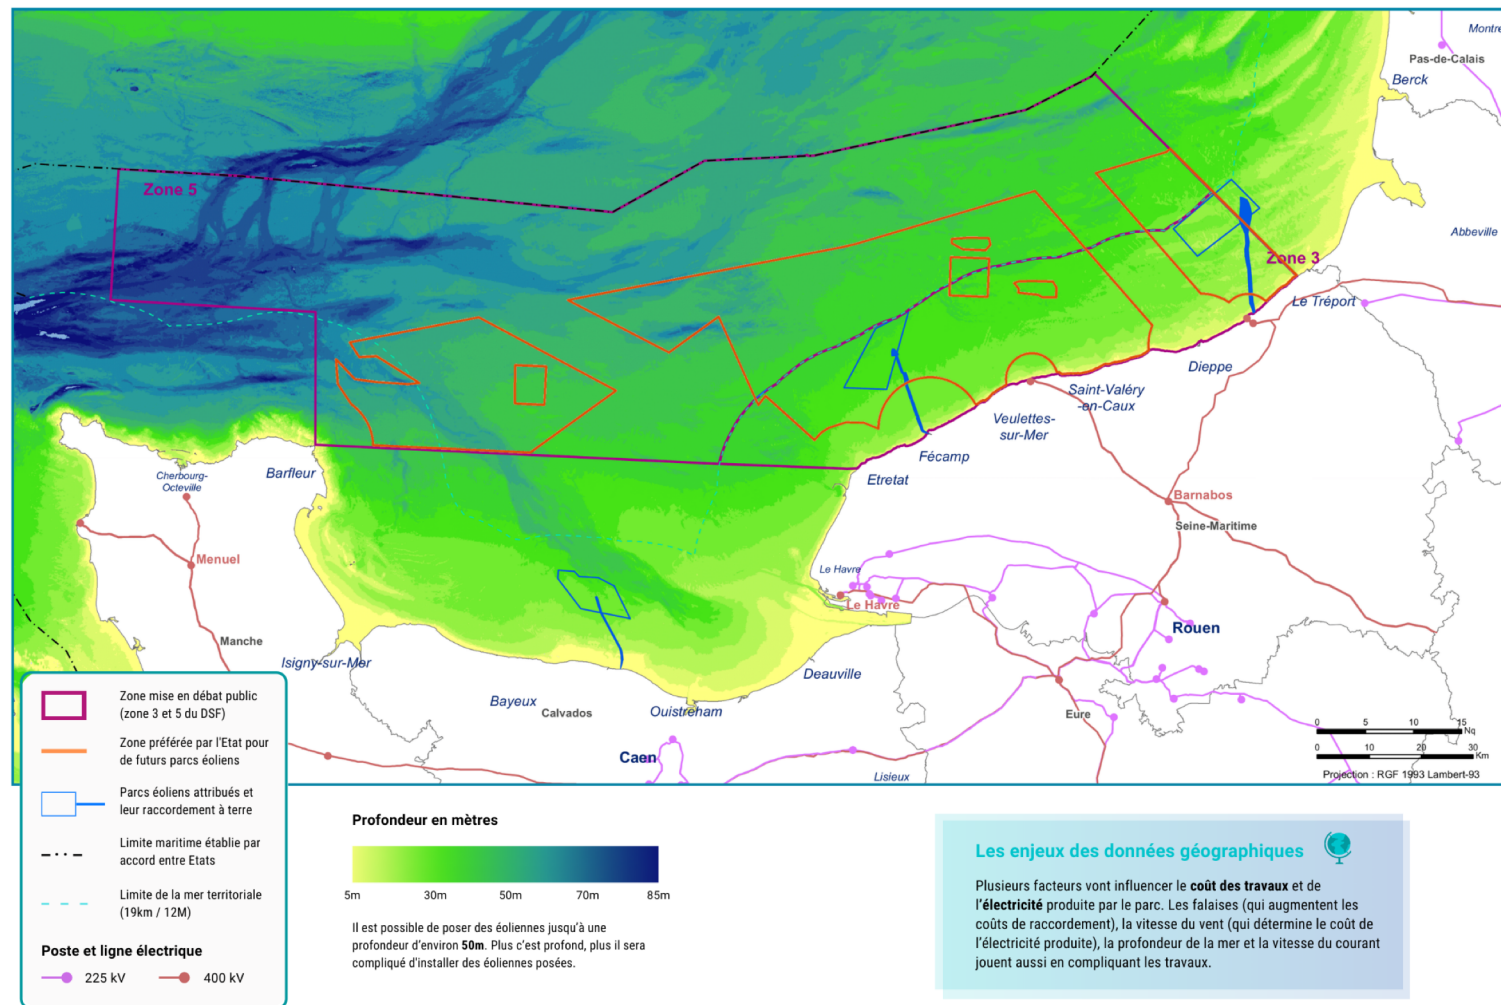 Montre
Pas-de-Calais
Berck
Zone 5
Abbeville
Zone 3
Le Tréport
Dieppe
Saint-Valéry
-en-Caux
Veulettes-
sur-Mer
Fécamp
Etretat
Barfleur
Cherbourg-
Octeville
Barnabos
Seine-Maritime
Menuel
Le Havre
Le Havre
Rouen
Manche
Isigny-sur-Mer
Deauville
Bayeux
Calvados
Ouistreham
Eure
Caen
Lisieux
0 5 10 15
Nq
0 10 20 30
Km
Projection : RGF 1993 Lambert-93
Zone mise en débat public
(zone 3 et 5 du DSF)
Zone préférée par l'Etat pour
de futurs parcs éoliens
Parcs éoliens attribués et
leur raccordement à terre
Limite maritime établie par
accord entre Etats
Limite de la mer territoriale
(19km / 12M)
Poste et ligne électrique
225 kV 400 kV
Profondeur en mètres
5m 30m 50m 70m 85m
Il est possible de poser des éoliennes jusqu'à une
profondeur d'environ 50m. Plus c'est profond, plus il sera
compliqué d'installer des éoliennes posées.
Les enjeux des données géographiques
Plusieurs facteurs vont influencer le coût des travaux et de
l'électricité produite par le parc. Les falaises (qui augmentent les
coûts de raccordement), la vitesse du vent (qui détermine le coût de
l'électricité produite), la profondeur de la mer et la vitesse du courant
jouent aussi en compliquant les travaux.